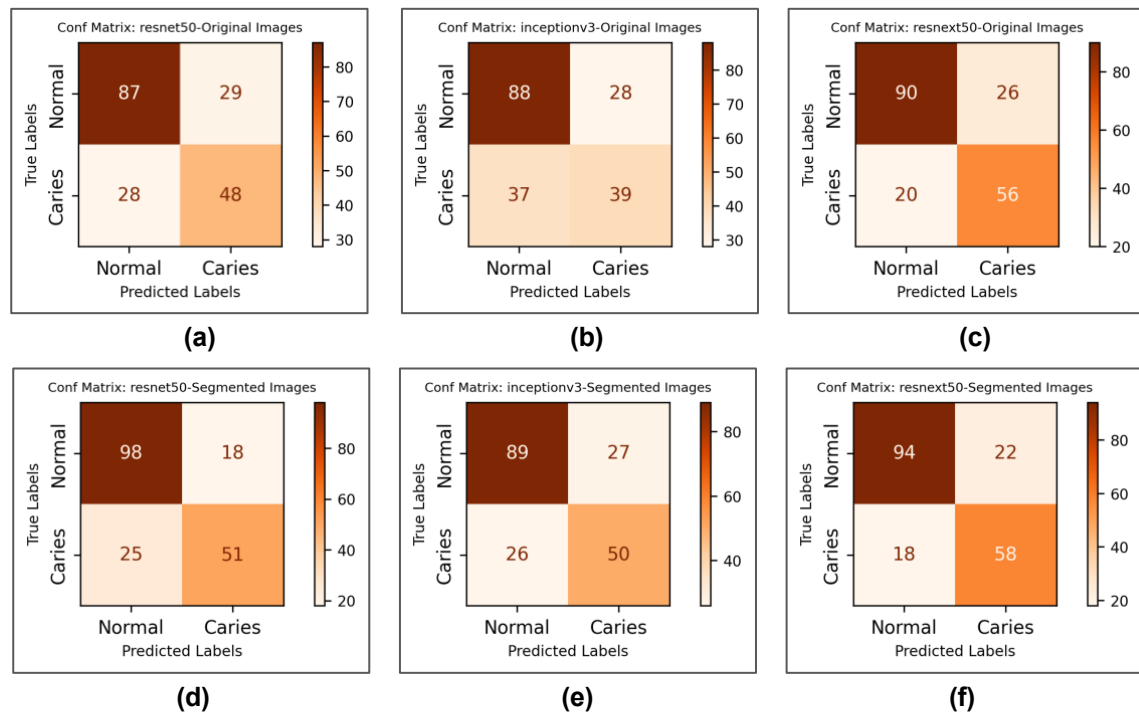 Conf Matrix: resnet50-Original Images
True Labels
Normal
Caries
87 29
28 48
80
70
60
50
40
30
Normal Caries
Predicted Labels
(a)
Conf Matrix: inceptionv3-Original Images
True Labels
Normal
Caries
88 28
37 39
80
70
60
50
40
30
Normal Caries
Predicted Labels
(b)
Conf Matrix: resnext50-Original Images
True Labels
Normal
Caries
90 26
20 56
80
60
40
20
Normal Caries
Predicted Labels
(c)
Conf Matrix: resnet50-Segmented Images
True Labels
Normal
Caries
98 18
25 51
80
60
40
20
Normal Caries
Predicted Labels
(d)
Conf Matrix: inceptionv3-Segmented Images
True Labels
Normal
Caries
89 27
26 50
80
60
40
Normal Caries
Predicted Labels
(e)
Conf Matrix: resnext50-Segmented Images
True Labels
Normal
Caries
94 22
18 58
80
60
40
20
Normal Caries
Predicted Labels
(f)